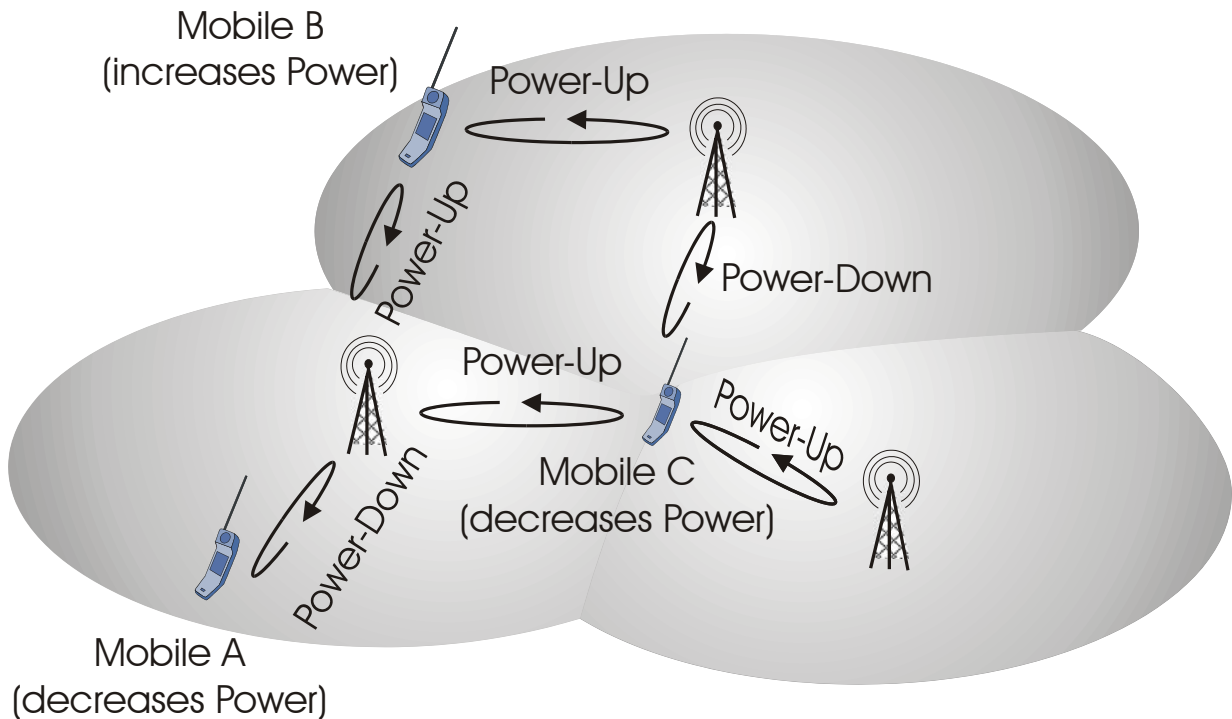 Mobile B
(increases Power)
Power-Up
Power-Up
Power-Down
Power-Up
Power-Up
Mobile C
(decreases Power)
Power-Down
Mobile A
(decreases Power)